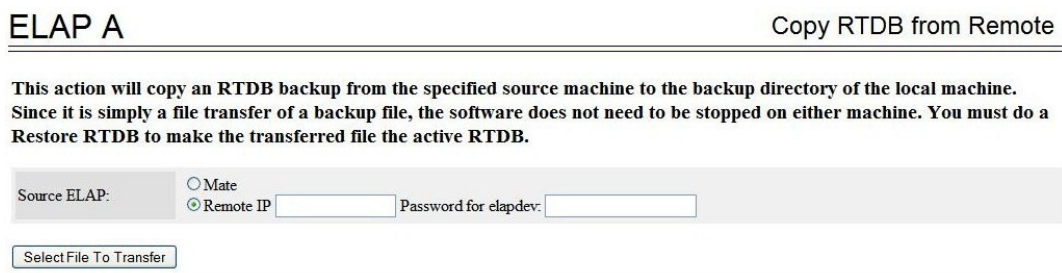 ELAP A
Copy RTDB from Remote
This action will copy an RTDB backup from the specified source machine to the backup directory of the local machine.
Since it is simply a file transfer of a backup file, the software does not need to be stopped on either machine. You must do a
Restore RTDB to make the transferred file the active RTDB.
Source ELAP:
Mate
Remote IP
Password for elapdev:
Select File To Transfer